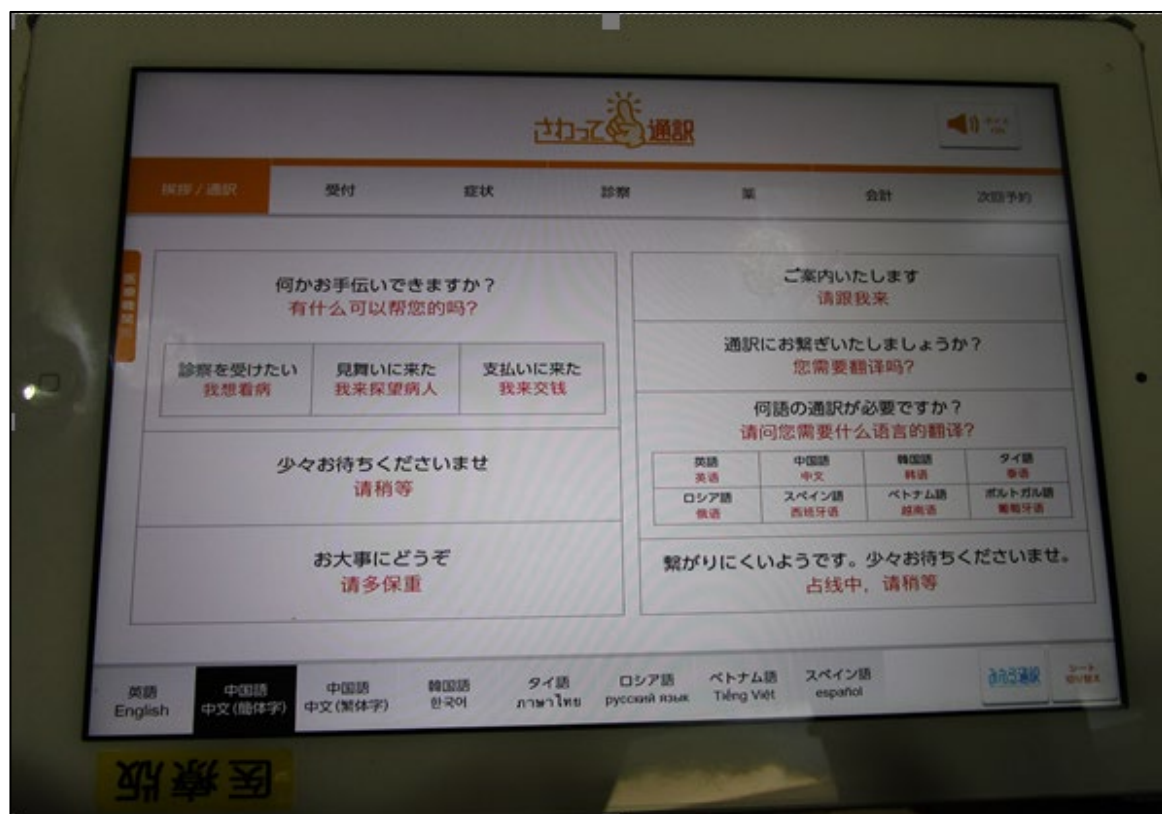 さわって通訳
挨拶 / 通訳
受付
症状
診察
薬
会計
次回予約
何かお手伝いできますか？
有什么可以帮您的吗？
診察を受けたい
我想看病
見舞いに来た
我来探望病人
支払いに来た
我来交钱
少々お待ちくださいませ
请稍等
お大事にどうぞ
请多保重
ご案内いたします
请跟我来
通訳にお繋ぎいたしましょうか？
您需要翻译吗？
何語の通訳が必要ですか？
请问您需要什么语言的翻译？
英語
英语
中国語
中文
韓国語
韩语
タイ語
泰语
ロシア語
俄语
スペイン語
西班牙语
ベトナム語
越南语
ポルトガル語
葡萄牙语
繋がりにくいようです。少々お待ちくださいませ。
占线中，请稍等
英語
English
中国語
中文(簡体字)
中国語
中文(繁体字)
韓国語
한국어
タイ語
ภาษาไทย
ロシア語
русский язык
ベトナム語
Tiếng Việt
スペイン語
español
みえる通訳
シート
切り替え
医療版